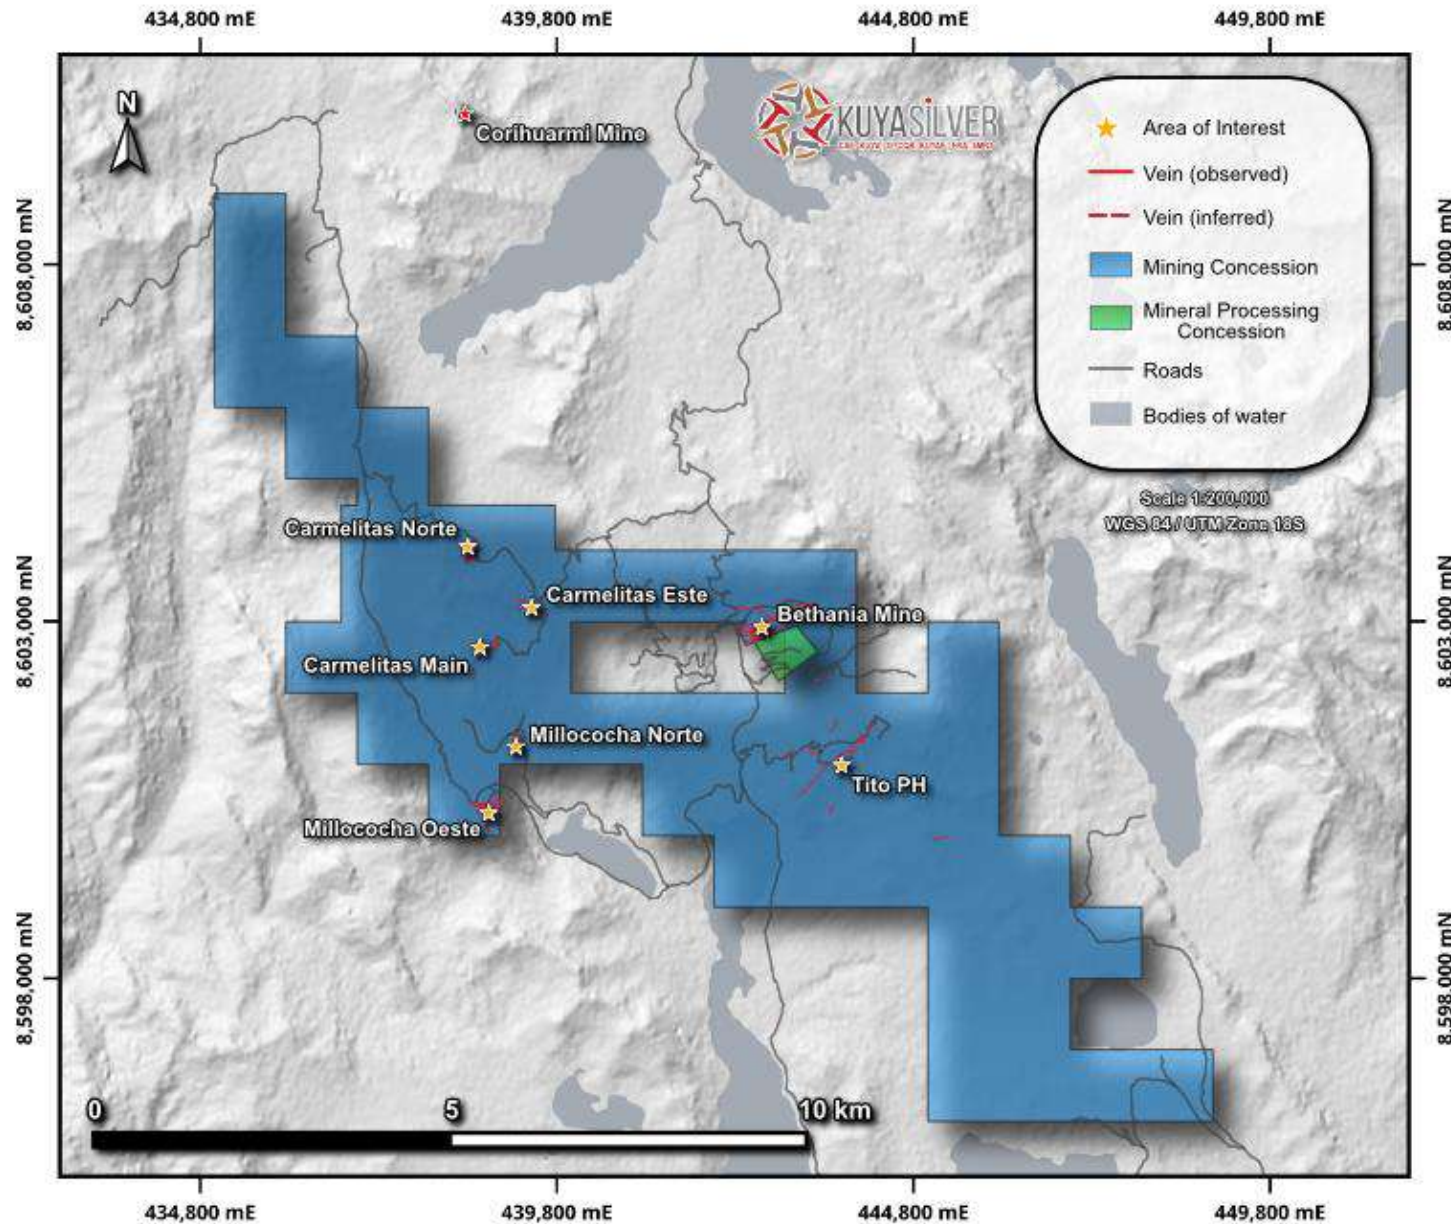 434,800 mE
439,800 mE
444,800 mE
449,800 mE
N
Corihuarmi Mine
KUYASILVER
Area of Interest
Vein (observed)
Vein (inferred)
Mining Concession
Mineral Processing
Concession
Roads
Bodies of water
8,608,000 mN
8,608,000 mN
Scale 1:200,000
WGS 84 / UTM Zone 18S
Carmelitas Norte
Carmelitas Este
Bethania Mine
8,603,000 mN
8,603,000 mN
Carmelitas Main
Millococha Norte
Tito PH
Millococha Oeste
8,598,000 mN
8,598,000 mN
0
5
10 km
434,800 mE
439,800 mE
444,800 mE
449,800 mE